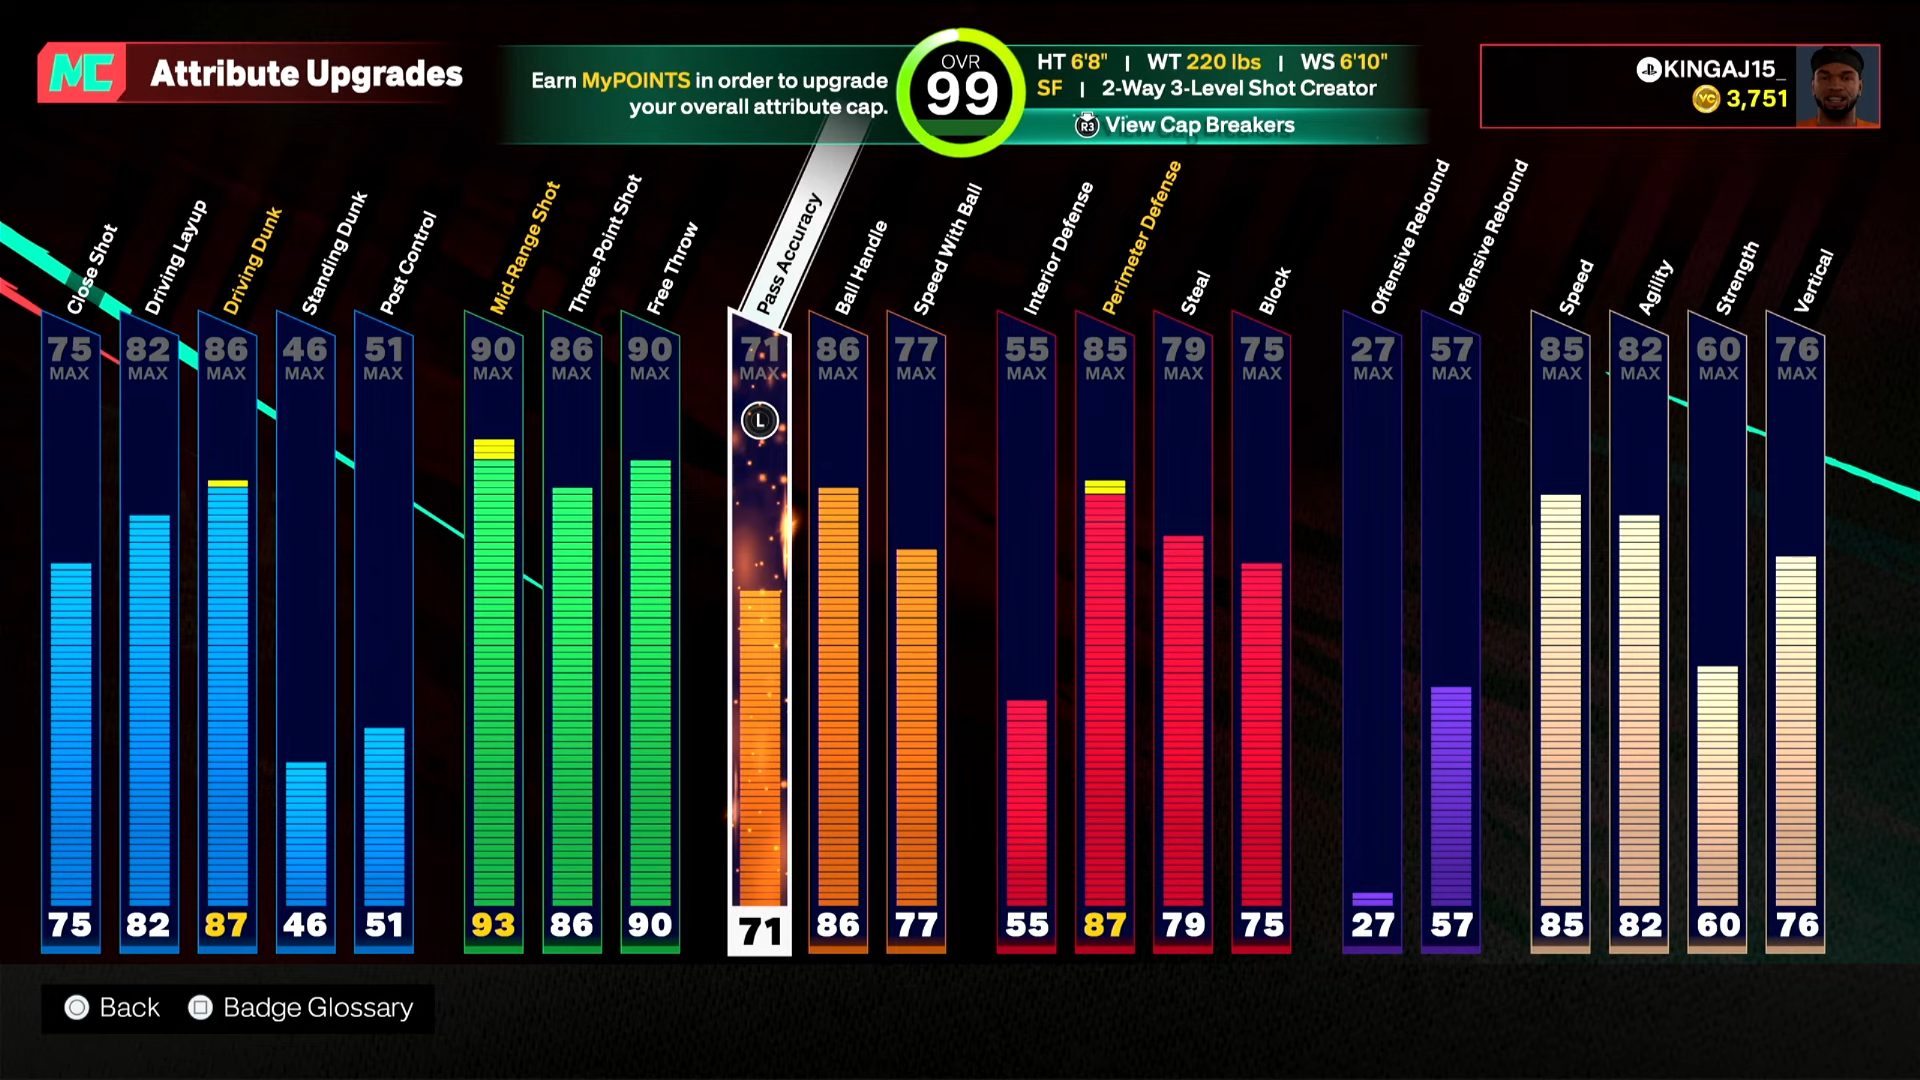 MC
Attribute Upgrades
Earn MyPOINTS in order to upgrade
your overall attribute cap.
OVR
99
HT 6'8" | WT 220 lbs | WS 6'10"
SF | 2-Way 3-Level Shot Creator
R3 View Cap Breakers
KINGAJ15_
VC 3,751
Close Shot
Driving Layup
Driving Dunk
Standing Dunk
Post Control
Mid-Range Shot
Three-Point Shot
Free Throw
Pass Accuracy
Ball Handle
Speed With Ball
Interior Defense
Perimeter Defense
Steal
Block
Offensive Rebound
Defensive Rebound
Speed
Agility
Strength
Vertical
75 82 86 46 51 90 86 90 71 86 77 55 85 79 75 27 57 85 82 60 76
MAX MAX MAX MAX MAX MAX MAX MAX MAX MAX MAX MAX MAX MAX MAX MAX MAX MAX MAX MAX MAX
L
75 82 87 46 51 93 86 90 71 86 77 55 87 79 75 27 57 85 82 60 76
Back Badge Glossary